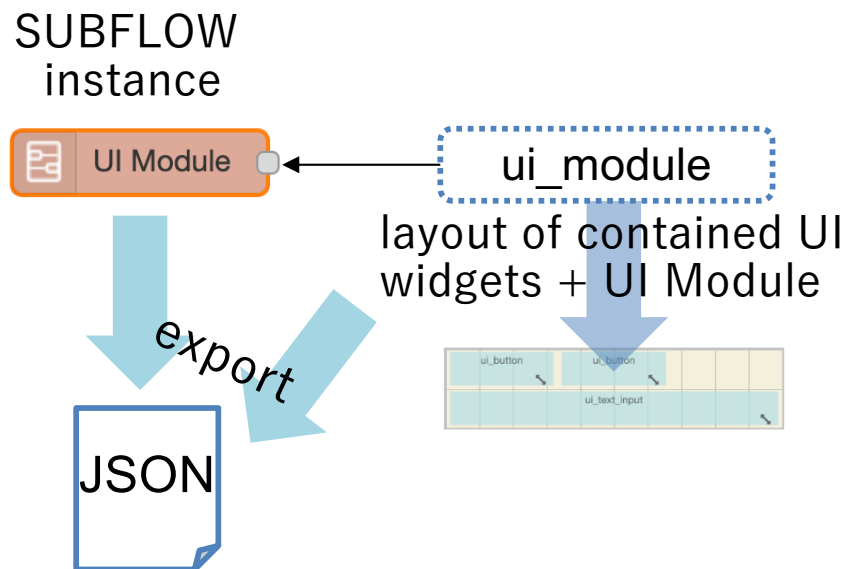 SUBFLOW
instance
UI Module
ui_module
layout of contained UI
widgets + UI Module
export
ui_button
ui_button
ui_text_input
JSON